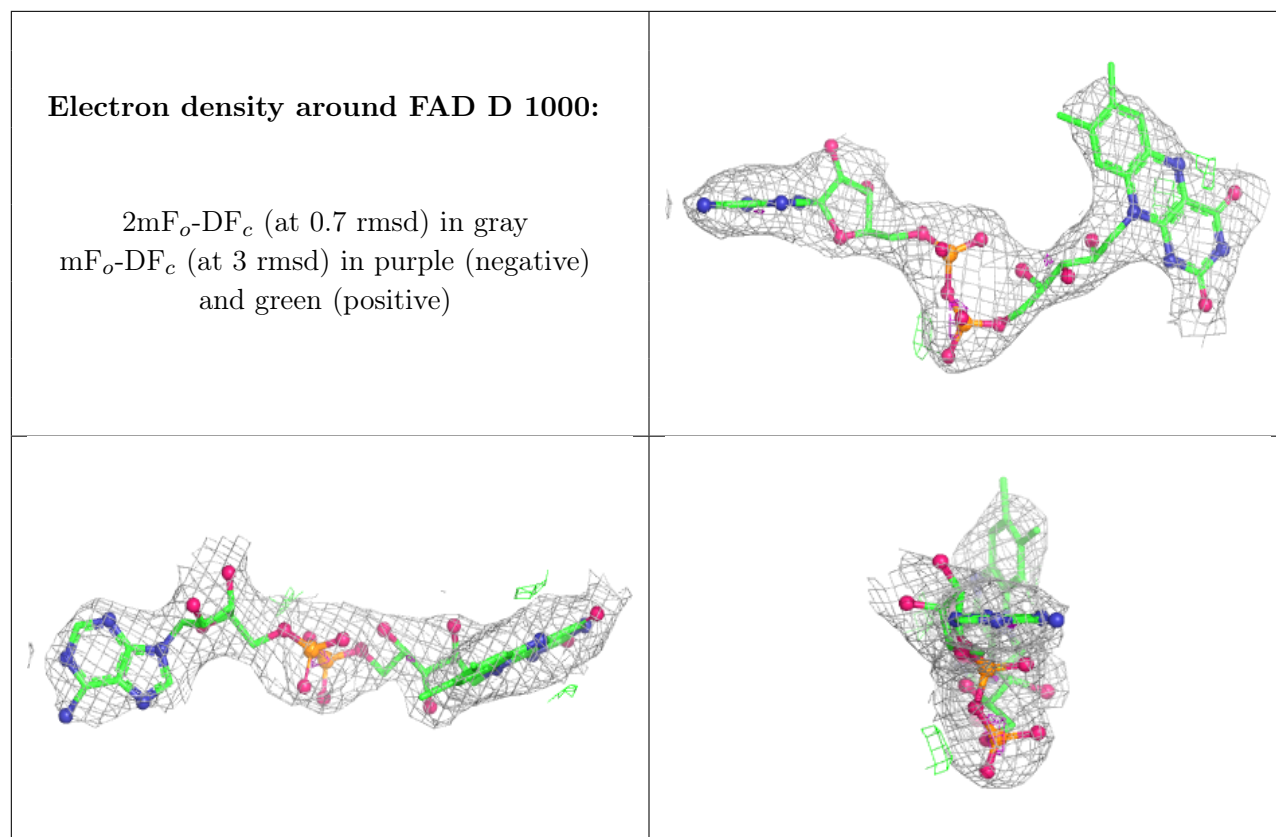 Electron density around FAD D 1000:
2mFₒ-DF𝒸 (at 0.7 rmsd) in gray
mFₒ-DF𝒸 (at 3 rmsd) in purple (negative)
and green (positive)